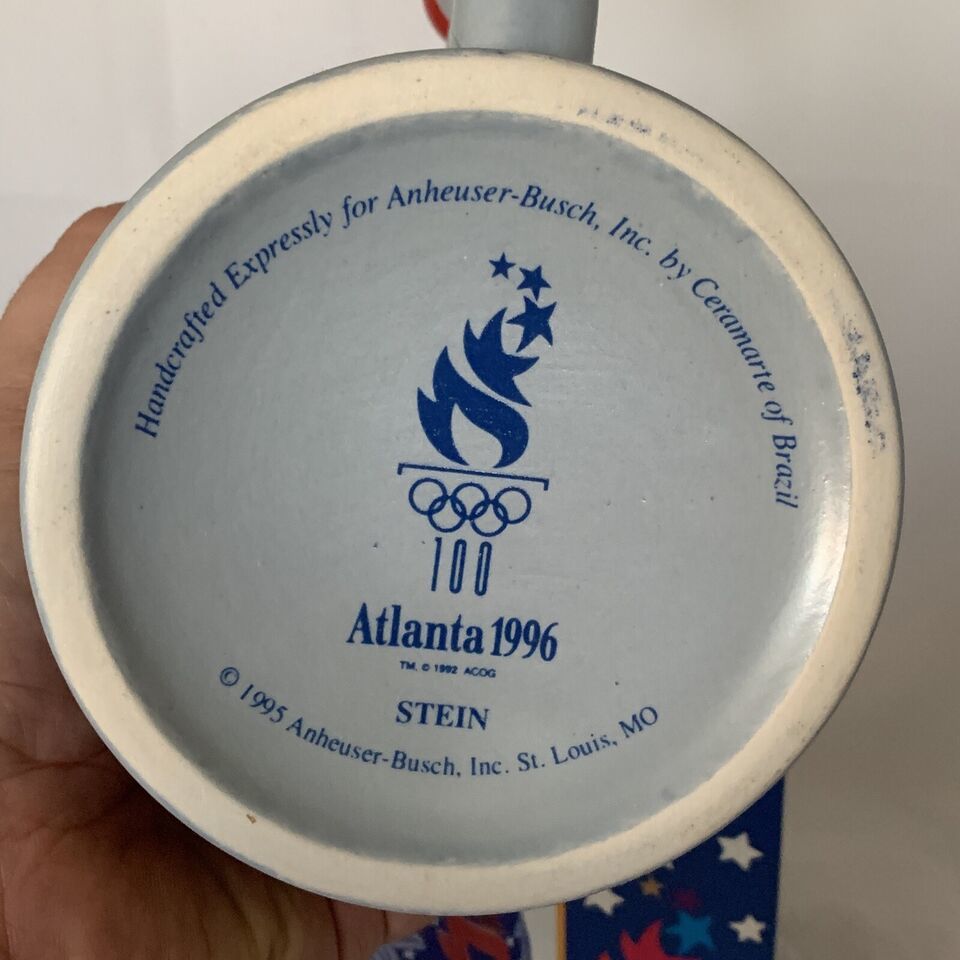 Handcrafted Expressly for Anheuser-Busch, Inc. by Ceramarte of Brazil
100
Atlanta 1996
TM, © 1992 ACOG
STEIN
© 1995 Anheuser-Busch, Inc. St. Louis, MO